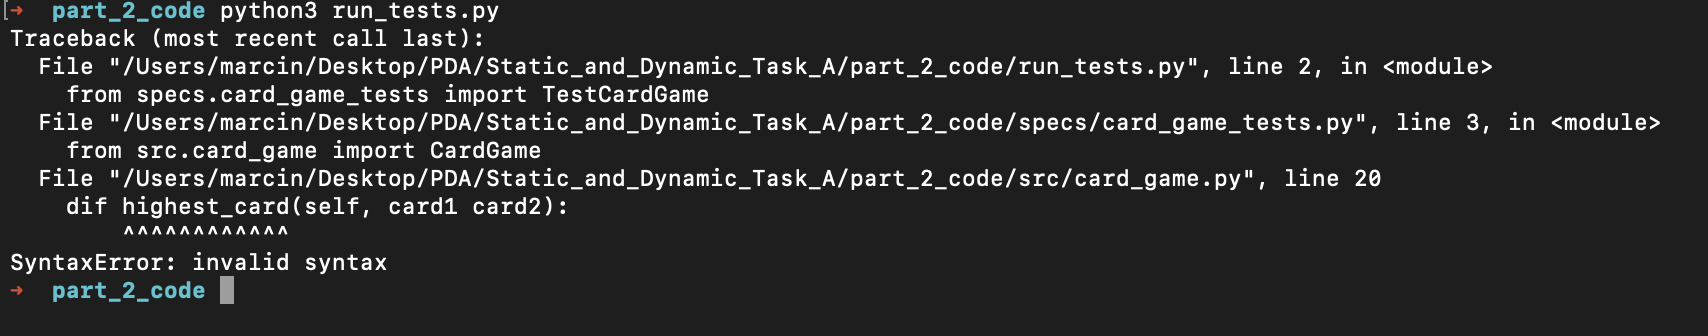 [➜  part_2_code python3 run_tests.py
Traceback (most recent call last):
  File "/Users/marcin/Desktop/PDA/Static_and_Dynamic_Task_A/part_2_code/run_tests.py", line 2, in <module>
    from specs.card_game_tests import TestCardGame
  File "/Users/marcin/Desktop/PDA/Static_and_Dynamic_Task_A/part_2_code/specs/card_game_tests.py", line 3, in <module>
    from src.card_game import CardGame
  File "/Users/marcin/Desktop/PDA/Static_and_Dynamic_Task_A/part_2_code/src/card_game.py", line 20
    dif highest_card(self, card1 card2):
        ^^^^^^^^^^^^
SyntaxError: invalid syntax
➜  part_2_code